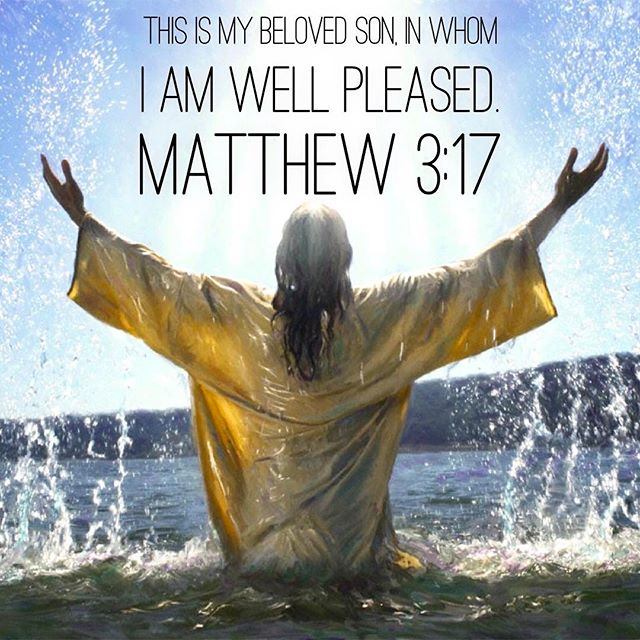 THIS IS MY BELOVED SON, IN WHOM
I AM WELL PLEASED.
MATTHEW 3:17